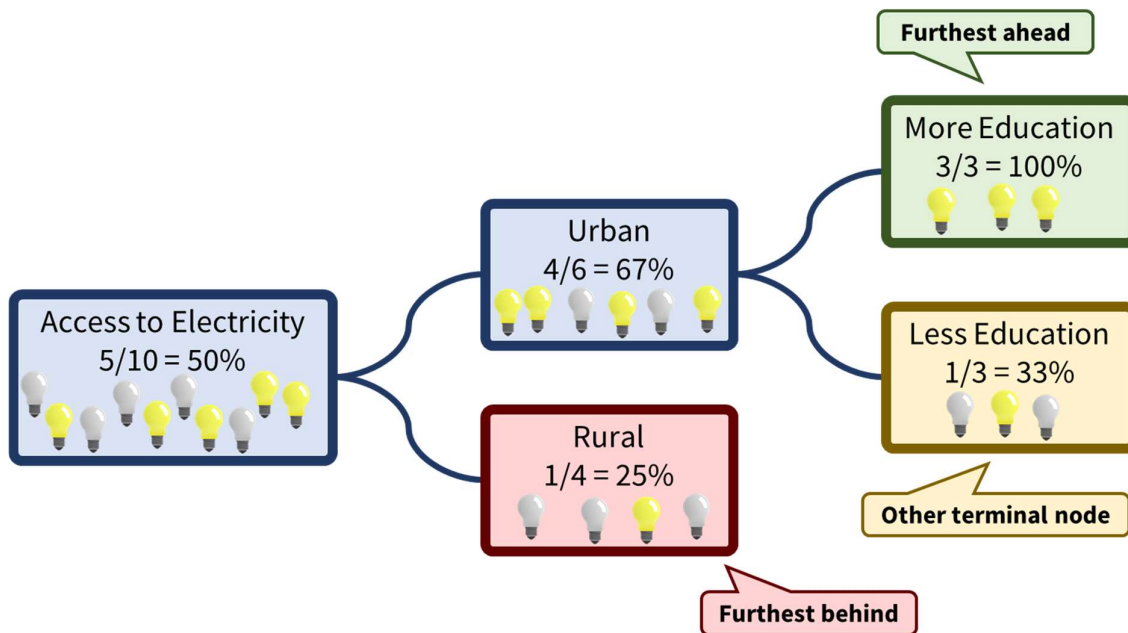 Access to Electricity
5/10 = 50%
Urban
4/6 = 67%
Rural
1/4 = 25%
Furthest behind
Furthest ahead
More Education
3/3 = 100%
Less Education
1/3 = 33%
Other terminal node